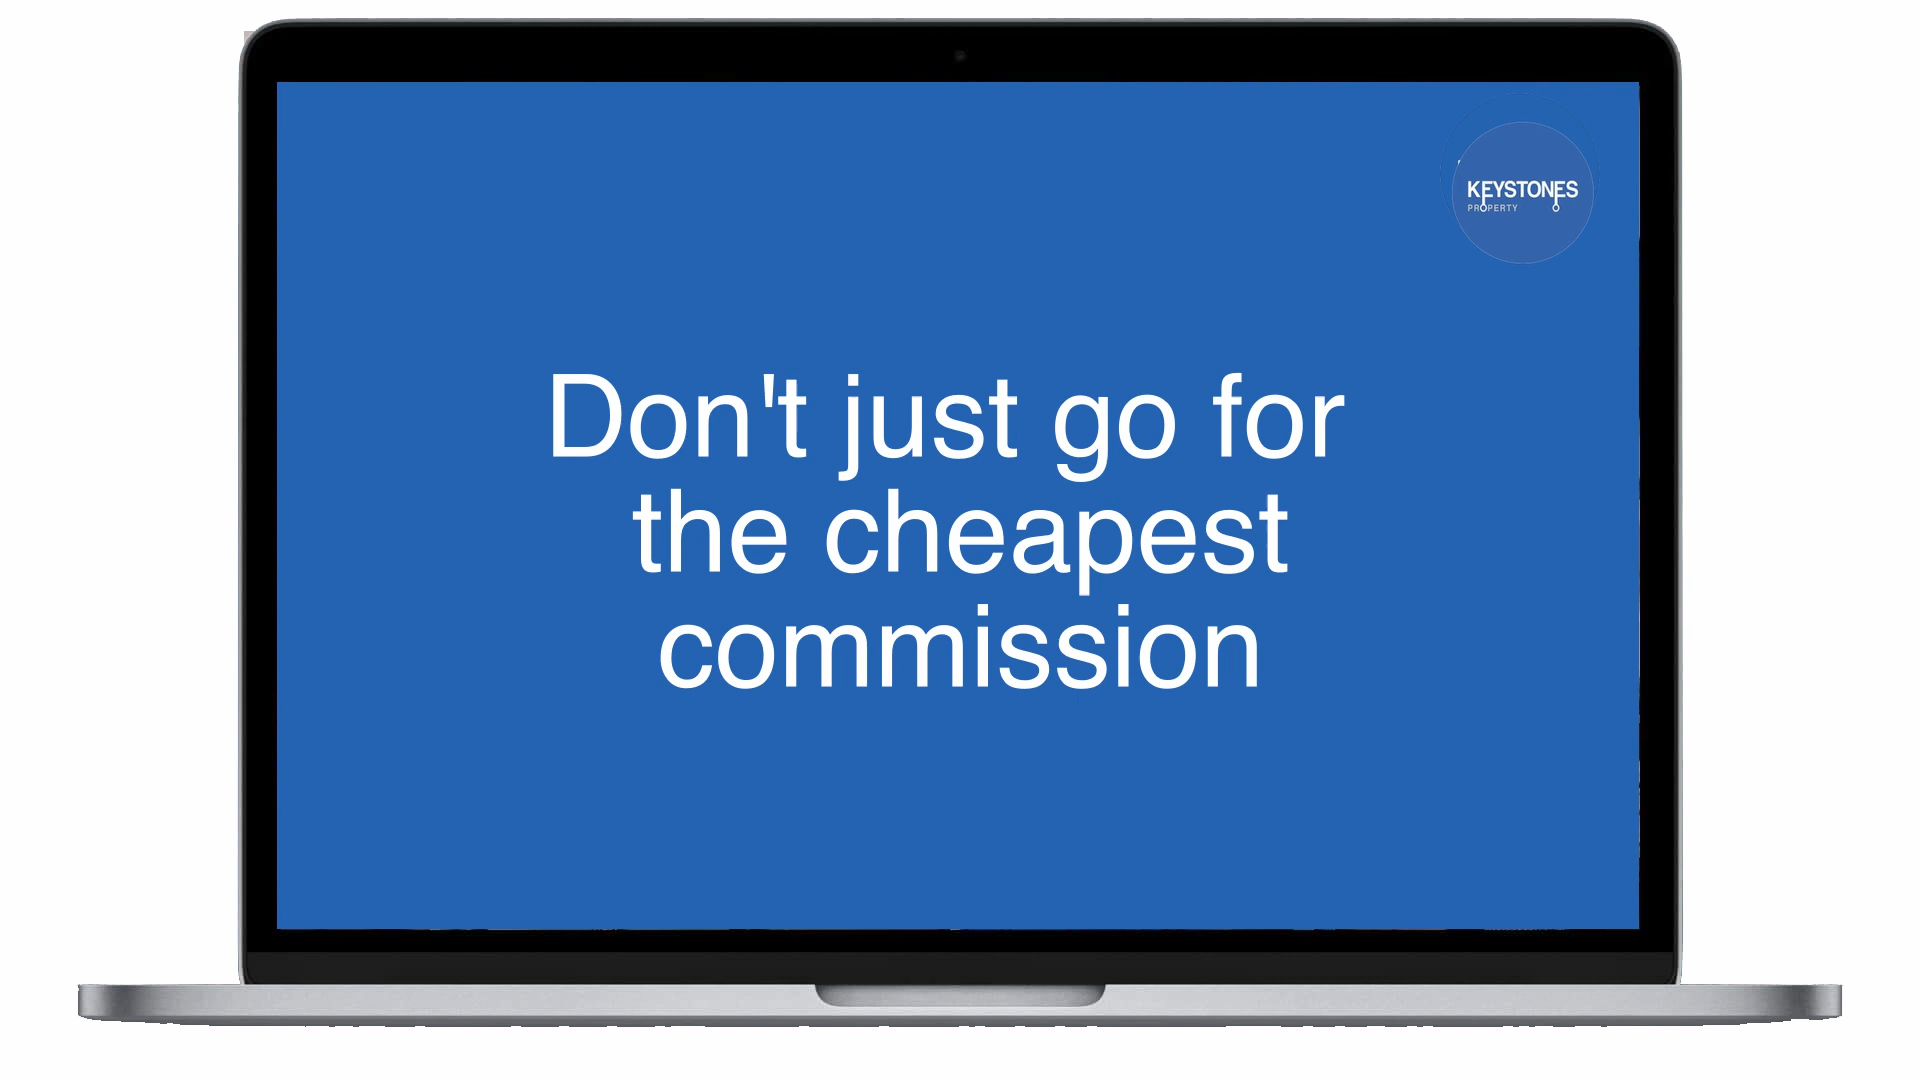 KEYSTONES
PROPERTY
Don't just go for
the cheapest
commission